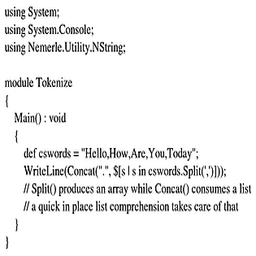 using System;
using System.Console;
using Nemerle.Utility.NString;
module Tokenize
{
Main() : void
{
def cswords = "Hello,How,Are,You,Today";
WriteLine(Concat(".", $[s | s in cswords.Split(',')]));
// Split() produces an array while Concat() consumes a list
// a quick in place list comprehension takes care of that
}
}